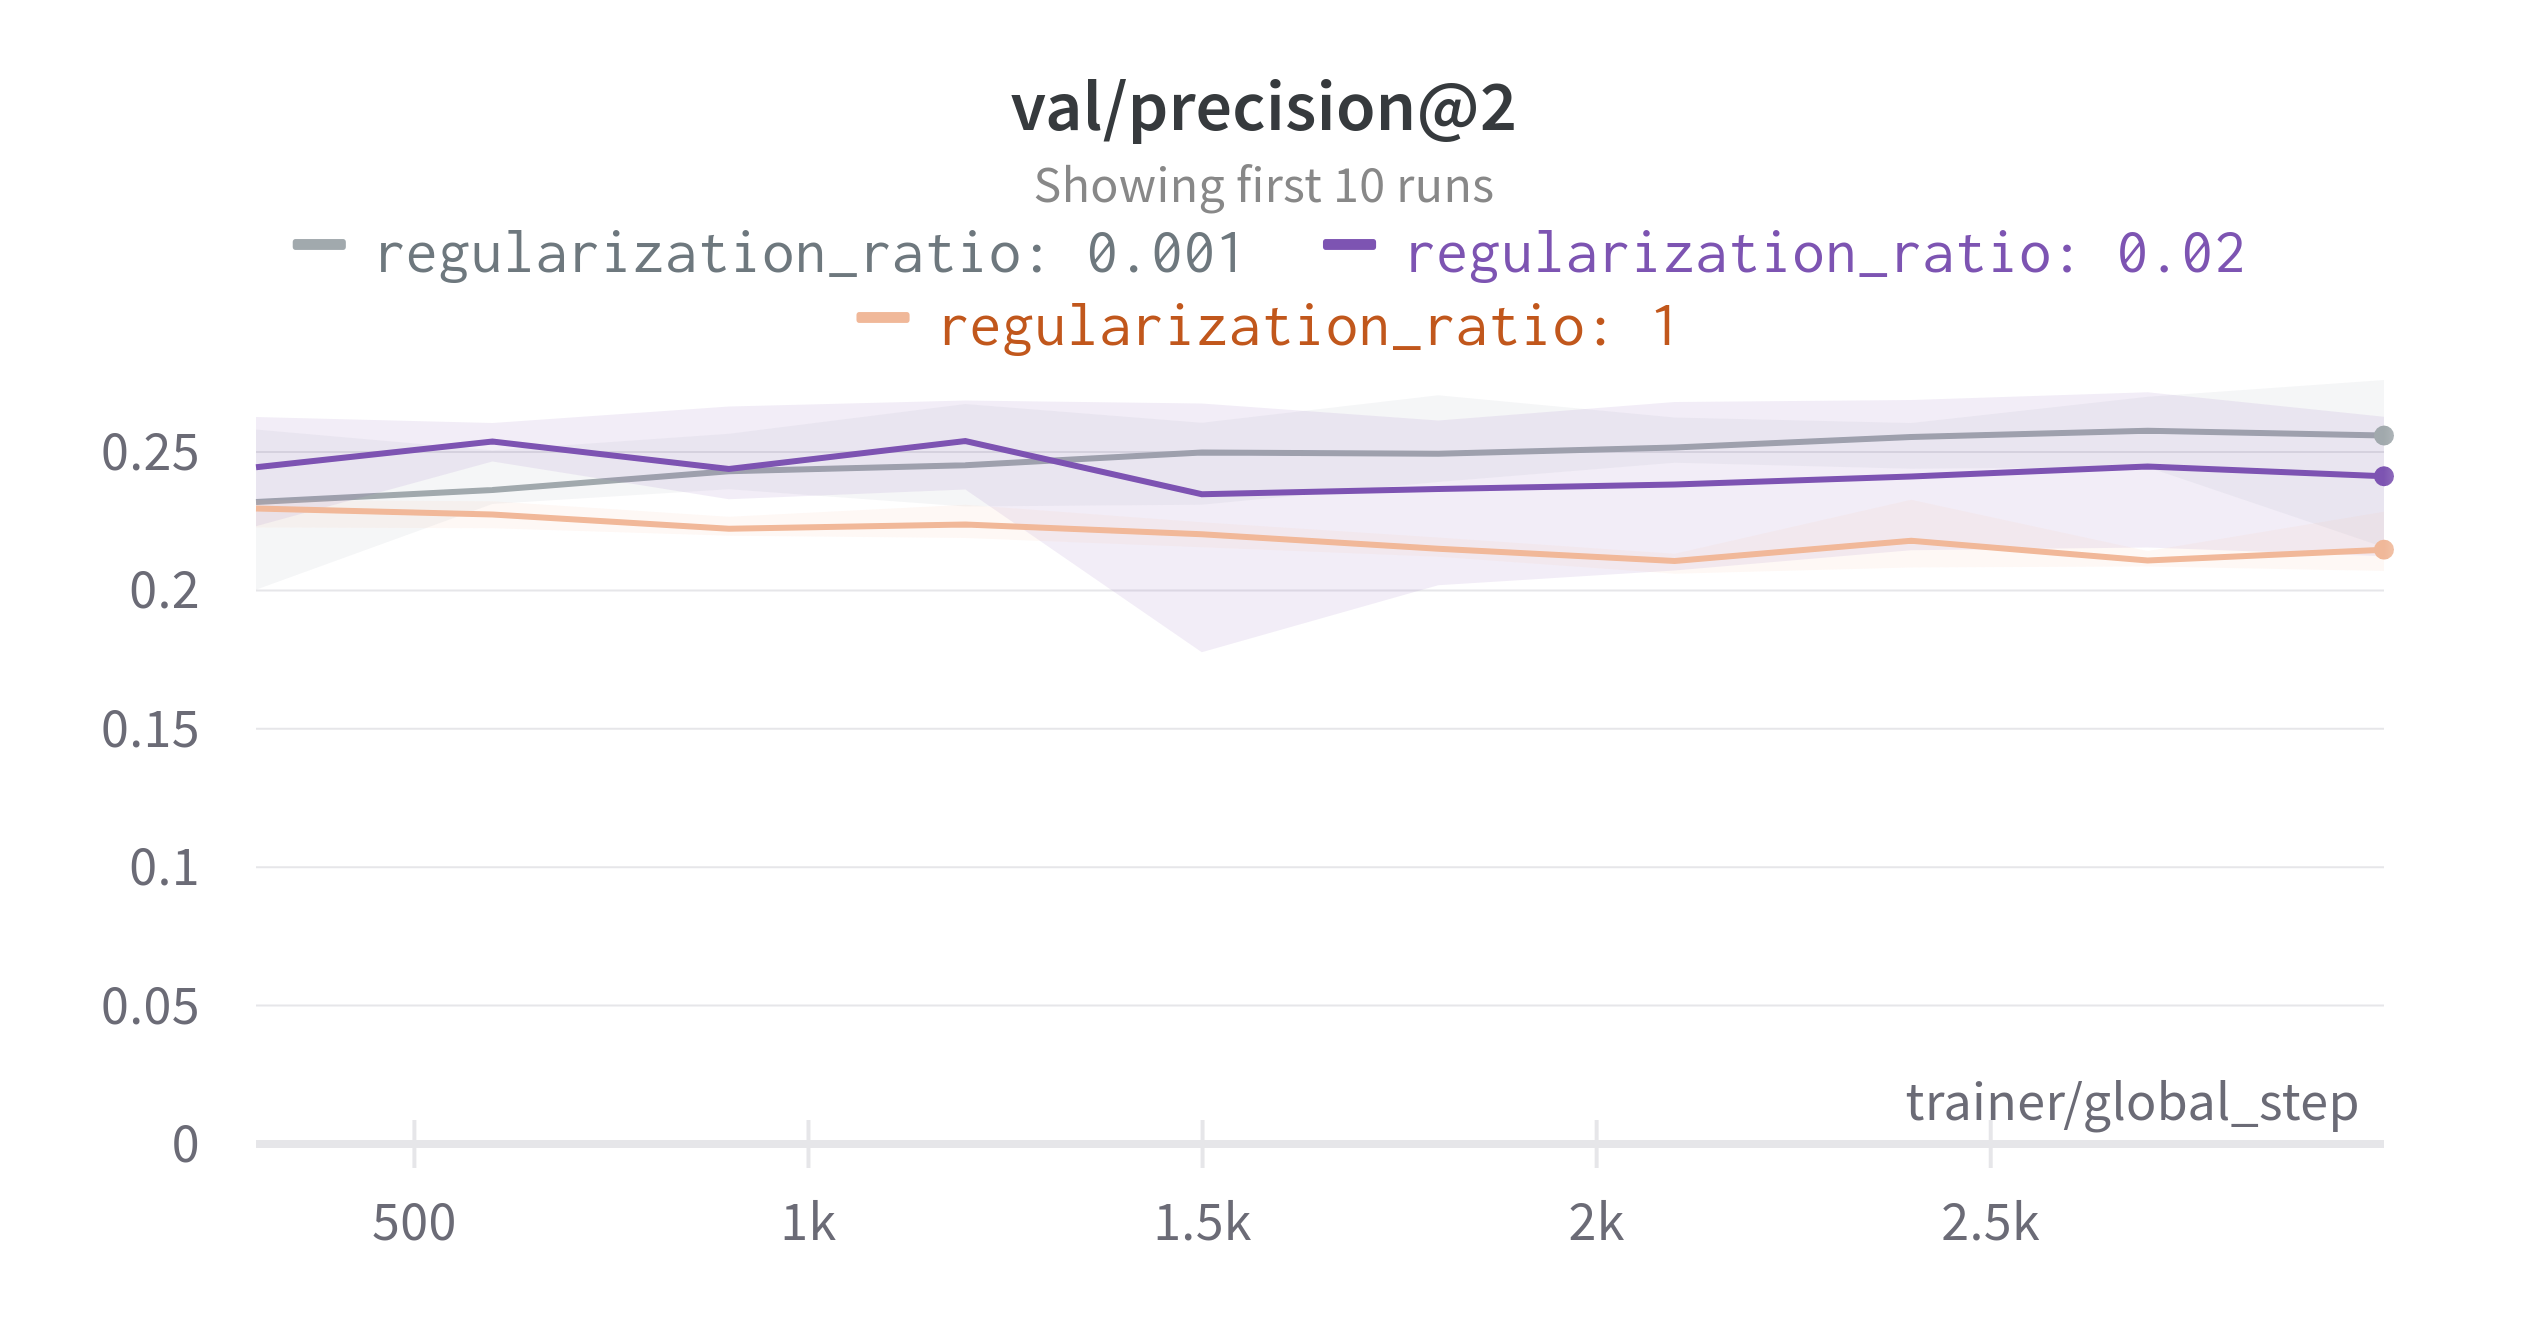 val/precision@2
Showing first 10 runs
regularization_ratio: 0.001 regularization_ratio: 0.02
regularization_ratio: 1
0.25
0.2
0.15
0.1
0.05
trainer/global_step
0
500 1k 1.5k 2k 2.5k